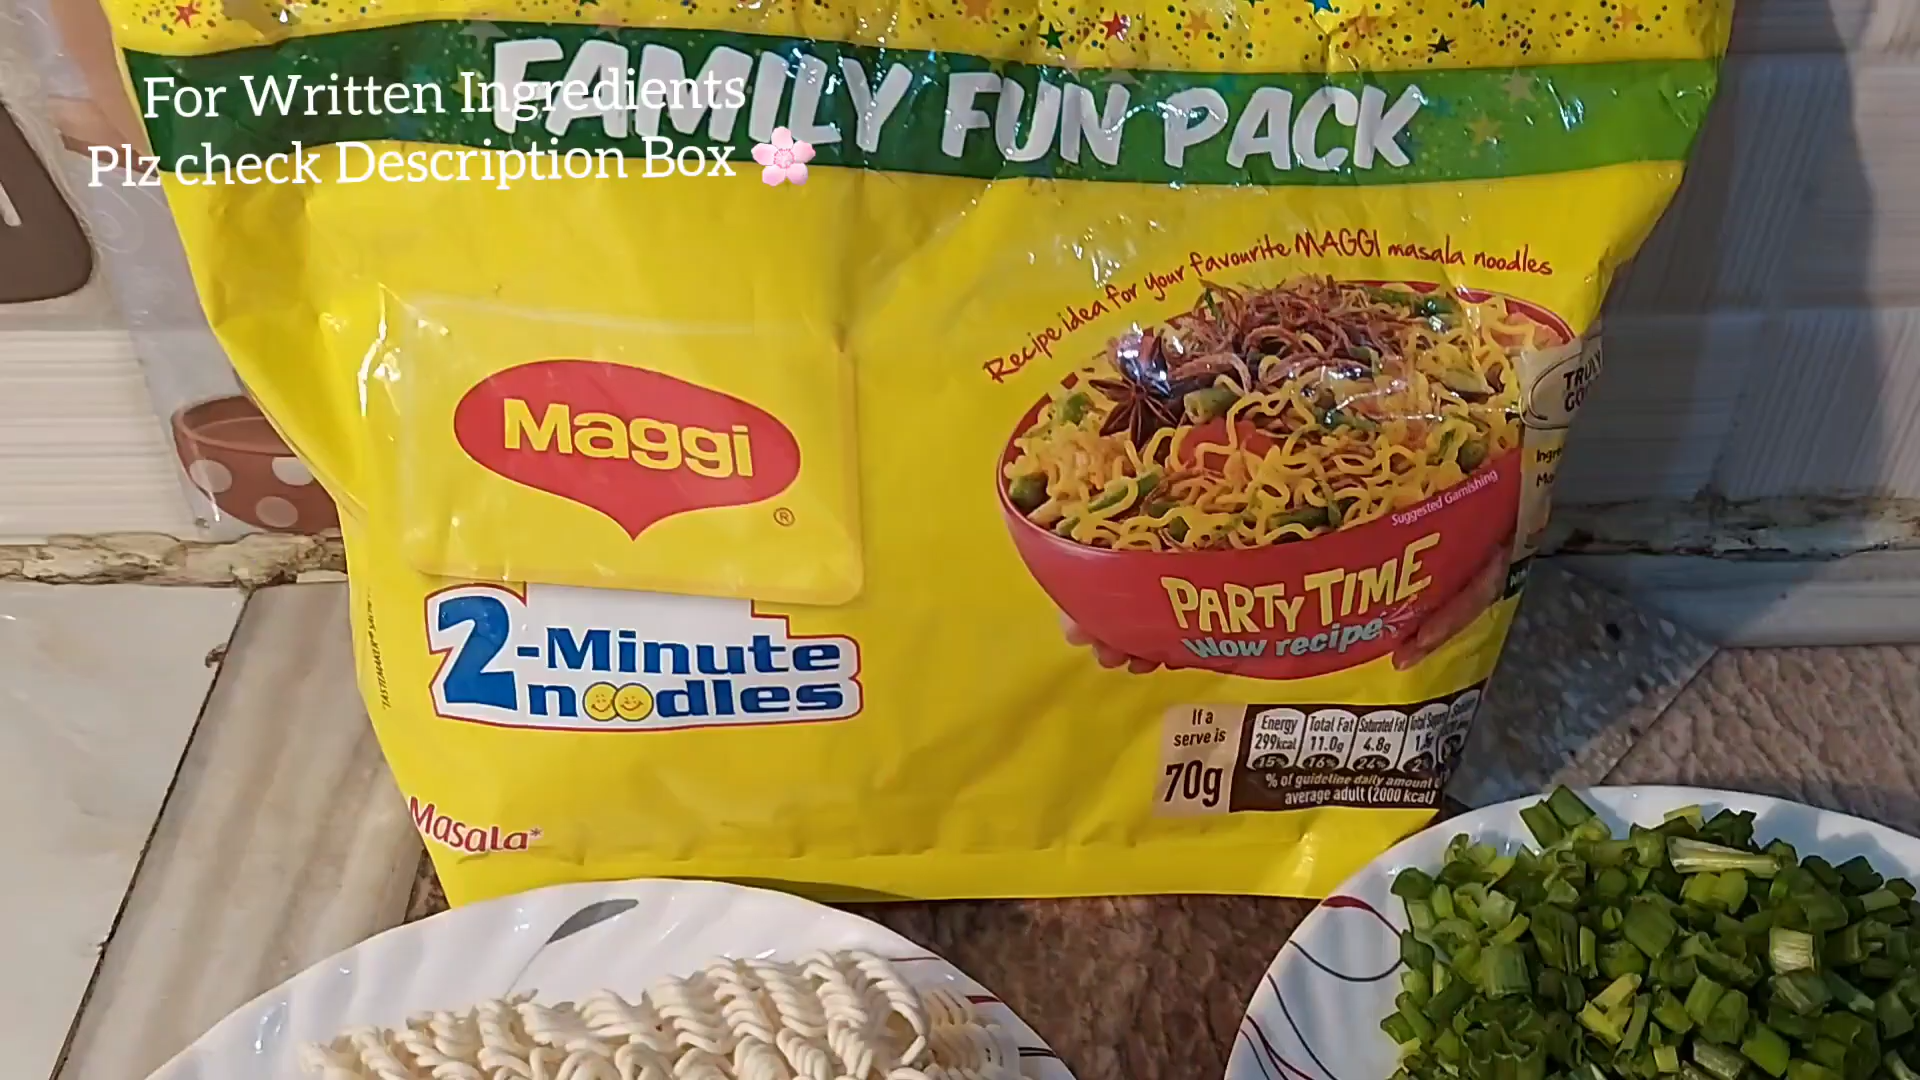 For Written Ingredients
Plz check Description Box
FAMILY FUN PACK
Recipe idea for your favourite MAGGI masala noodles
Maggi
®
2-Minute
noodles
Masala*
Suggested Garnishing
PARTY TIME
Wow recipe
If a
serve is
70g
Energy
299kcal
15%
Total Fat
11.0g
16%
Saturated Fat
4.8g
24%
% of guideline daily amount
average adult (2000 kcal)